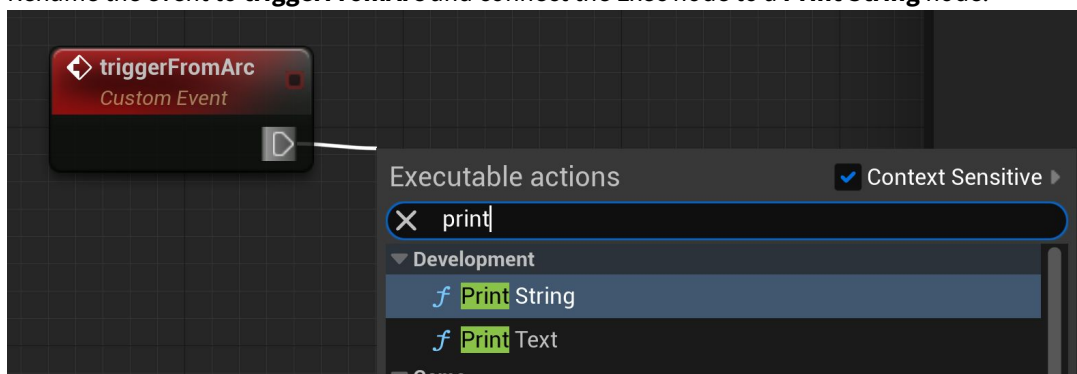 Rename the event to triggerFromArc and connect the Exec node to a Print String node.
triggerFromArc
Custom Event
Executable actions
Context Sensitive
print
Development
Print String
Print Text